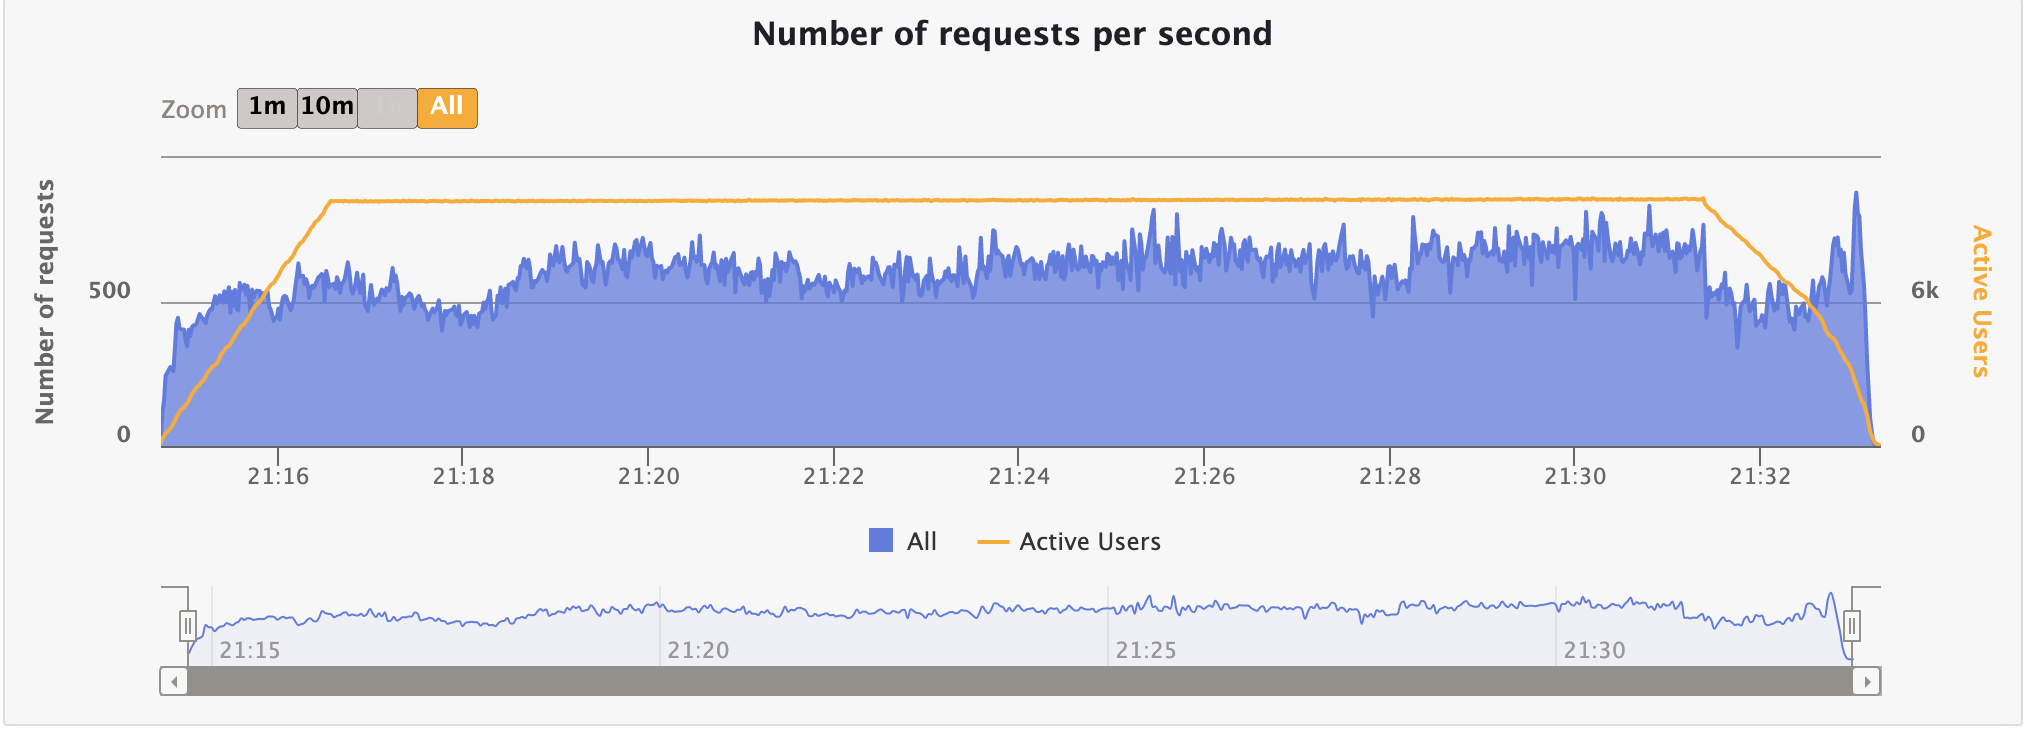 Number of requests per second
Zoom 1m 10m All
Number of requests
500
0
6k
0
Active Users
21:16 21:18 21:20 21:22 21:24 21:26 21:28 21:30 21:32
All Active Users
21:15 21:20 21:25 21:30